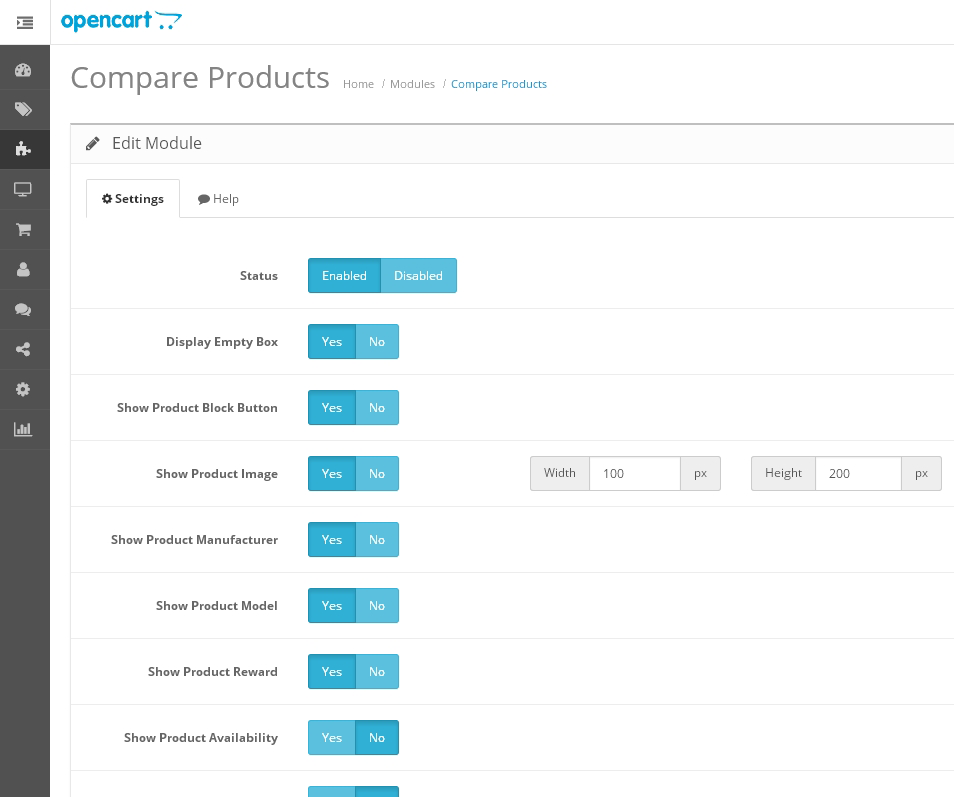 opencart
Compare Products Home / Modules / Compare Products
Edit Module
Settings Help
Status Enabled Disabled
Display Empty Box Yes No
Show Product Block Button Yes No
Show Product Image Yes No Width 100 px Height 200 px
Show Product Manufacturer Yes No
Show Product Model Yes No
Show Product Reward Yes No
Show Product Availability Yes No